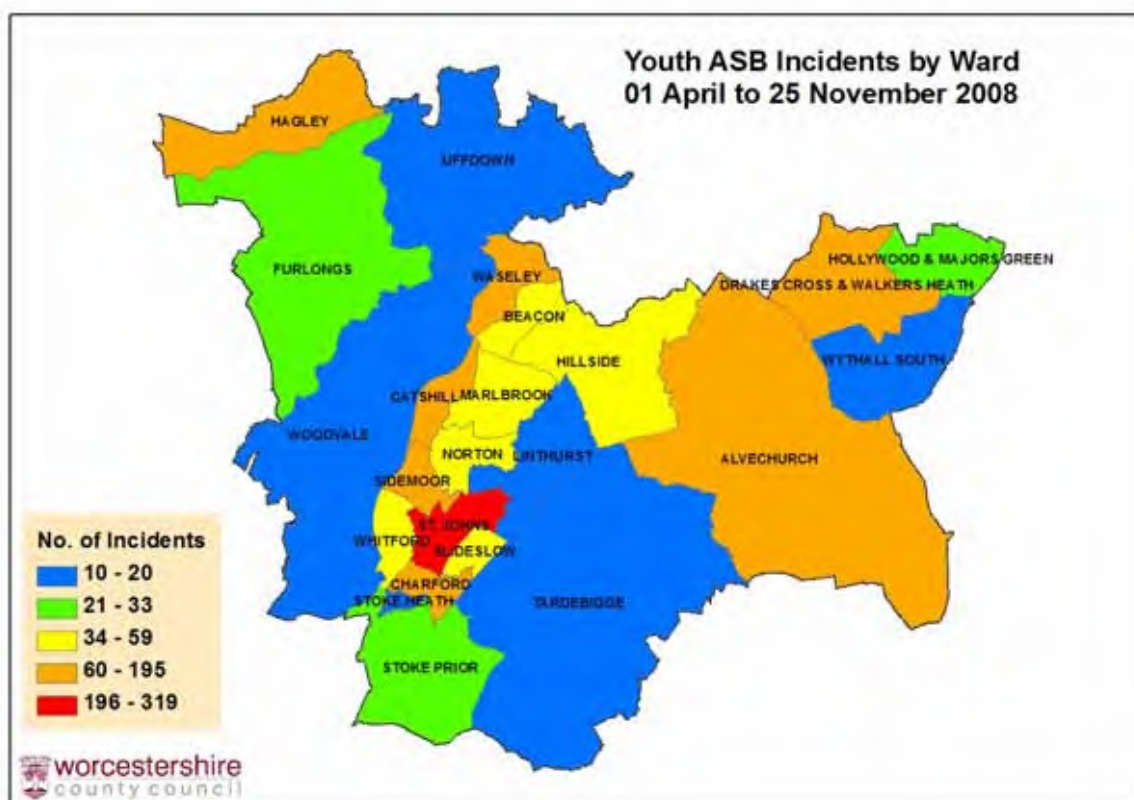 Youth ASB Incidents by Ward
01 April to 25 November 2008
HAGLEY
UFFDOWN
FURLONGS
HOLLYWOOD & MAJORS GREEN
WASELEY
DRAKES CROSS & WALKERS HEATH
BEACON
HILLSIDE
WYTHALL SOUTH
CATSHILL
MARLBROOK
WOODVALE
NORTON
LINTHURST
ALVECHURCH
SIDEMOOR
ST JOHNS
WHITFORD
SLIDESLOW
CHARFORD
STOKE HEATH
TARDEBIGGE
STOKE PRIOR
No. of Incidents
10 - 20
21 - 33
34 - 59
60 - 195
196 - 319
worcestershire
county council